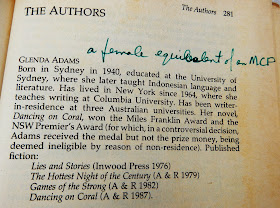 The Authors 281
THE AUTHORS
a female equivalent of an MCP
GLENDA ADAMS
Born in Sydney in 1940, educated at the University of
Sydney, where she later taught Indonesian language and
literature. Has lived in New York since 1964, where she
teaches writing at Columbia University. Has been writer-
in-residence at three Australian universities. Her novel,
Dancing on Coral, won the Miles Franklin Award and the
NSW Premier's Award (for which, in a controversial decision,
Adams received the medal but not the prize money, being
deemed ineligible by reason of non-residence). Published
fiction:
Lies and Stories (Inwood Press 1976)
The Hottest Night of the Century (A & R 1979)
Games of the Strong (A & R 1982)
Dancing on Coral (A & R 1987).